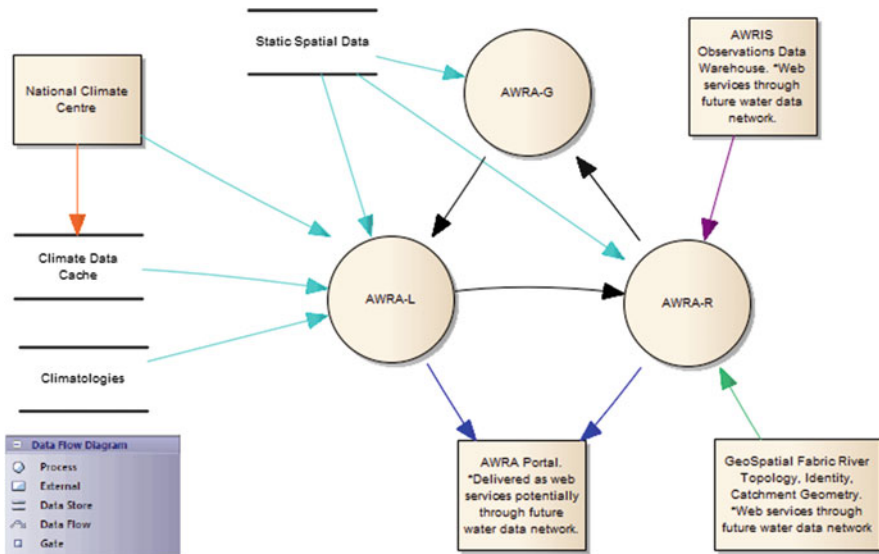 Static Spatial Data
AWRA-G
AWRIS
Observations Data
Warehouse. *Web
services through
future water data
network.
National Climate
Centre
Climate Data
Cache
AWRA-L
AWRA-R
Climatologies
Data Flow Diagram
Process
External
Data Store
Data Flow
Gate
AWRA Portal.
*Delivered as web
services potentially
through future
water data network.
GeoSpatial Fabric River
Topology, Identity,
Catchment Geometry.
*Web services through
future water data network